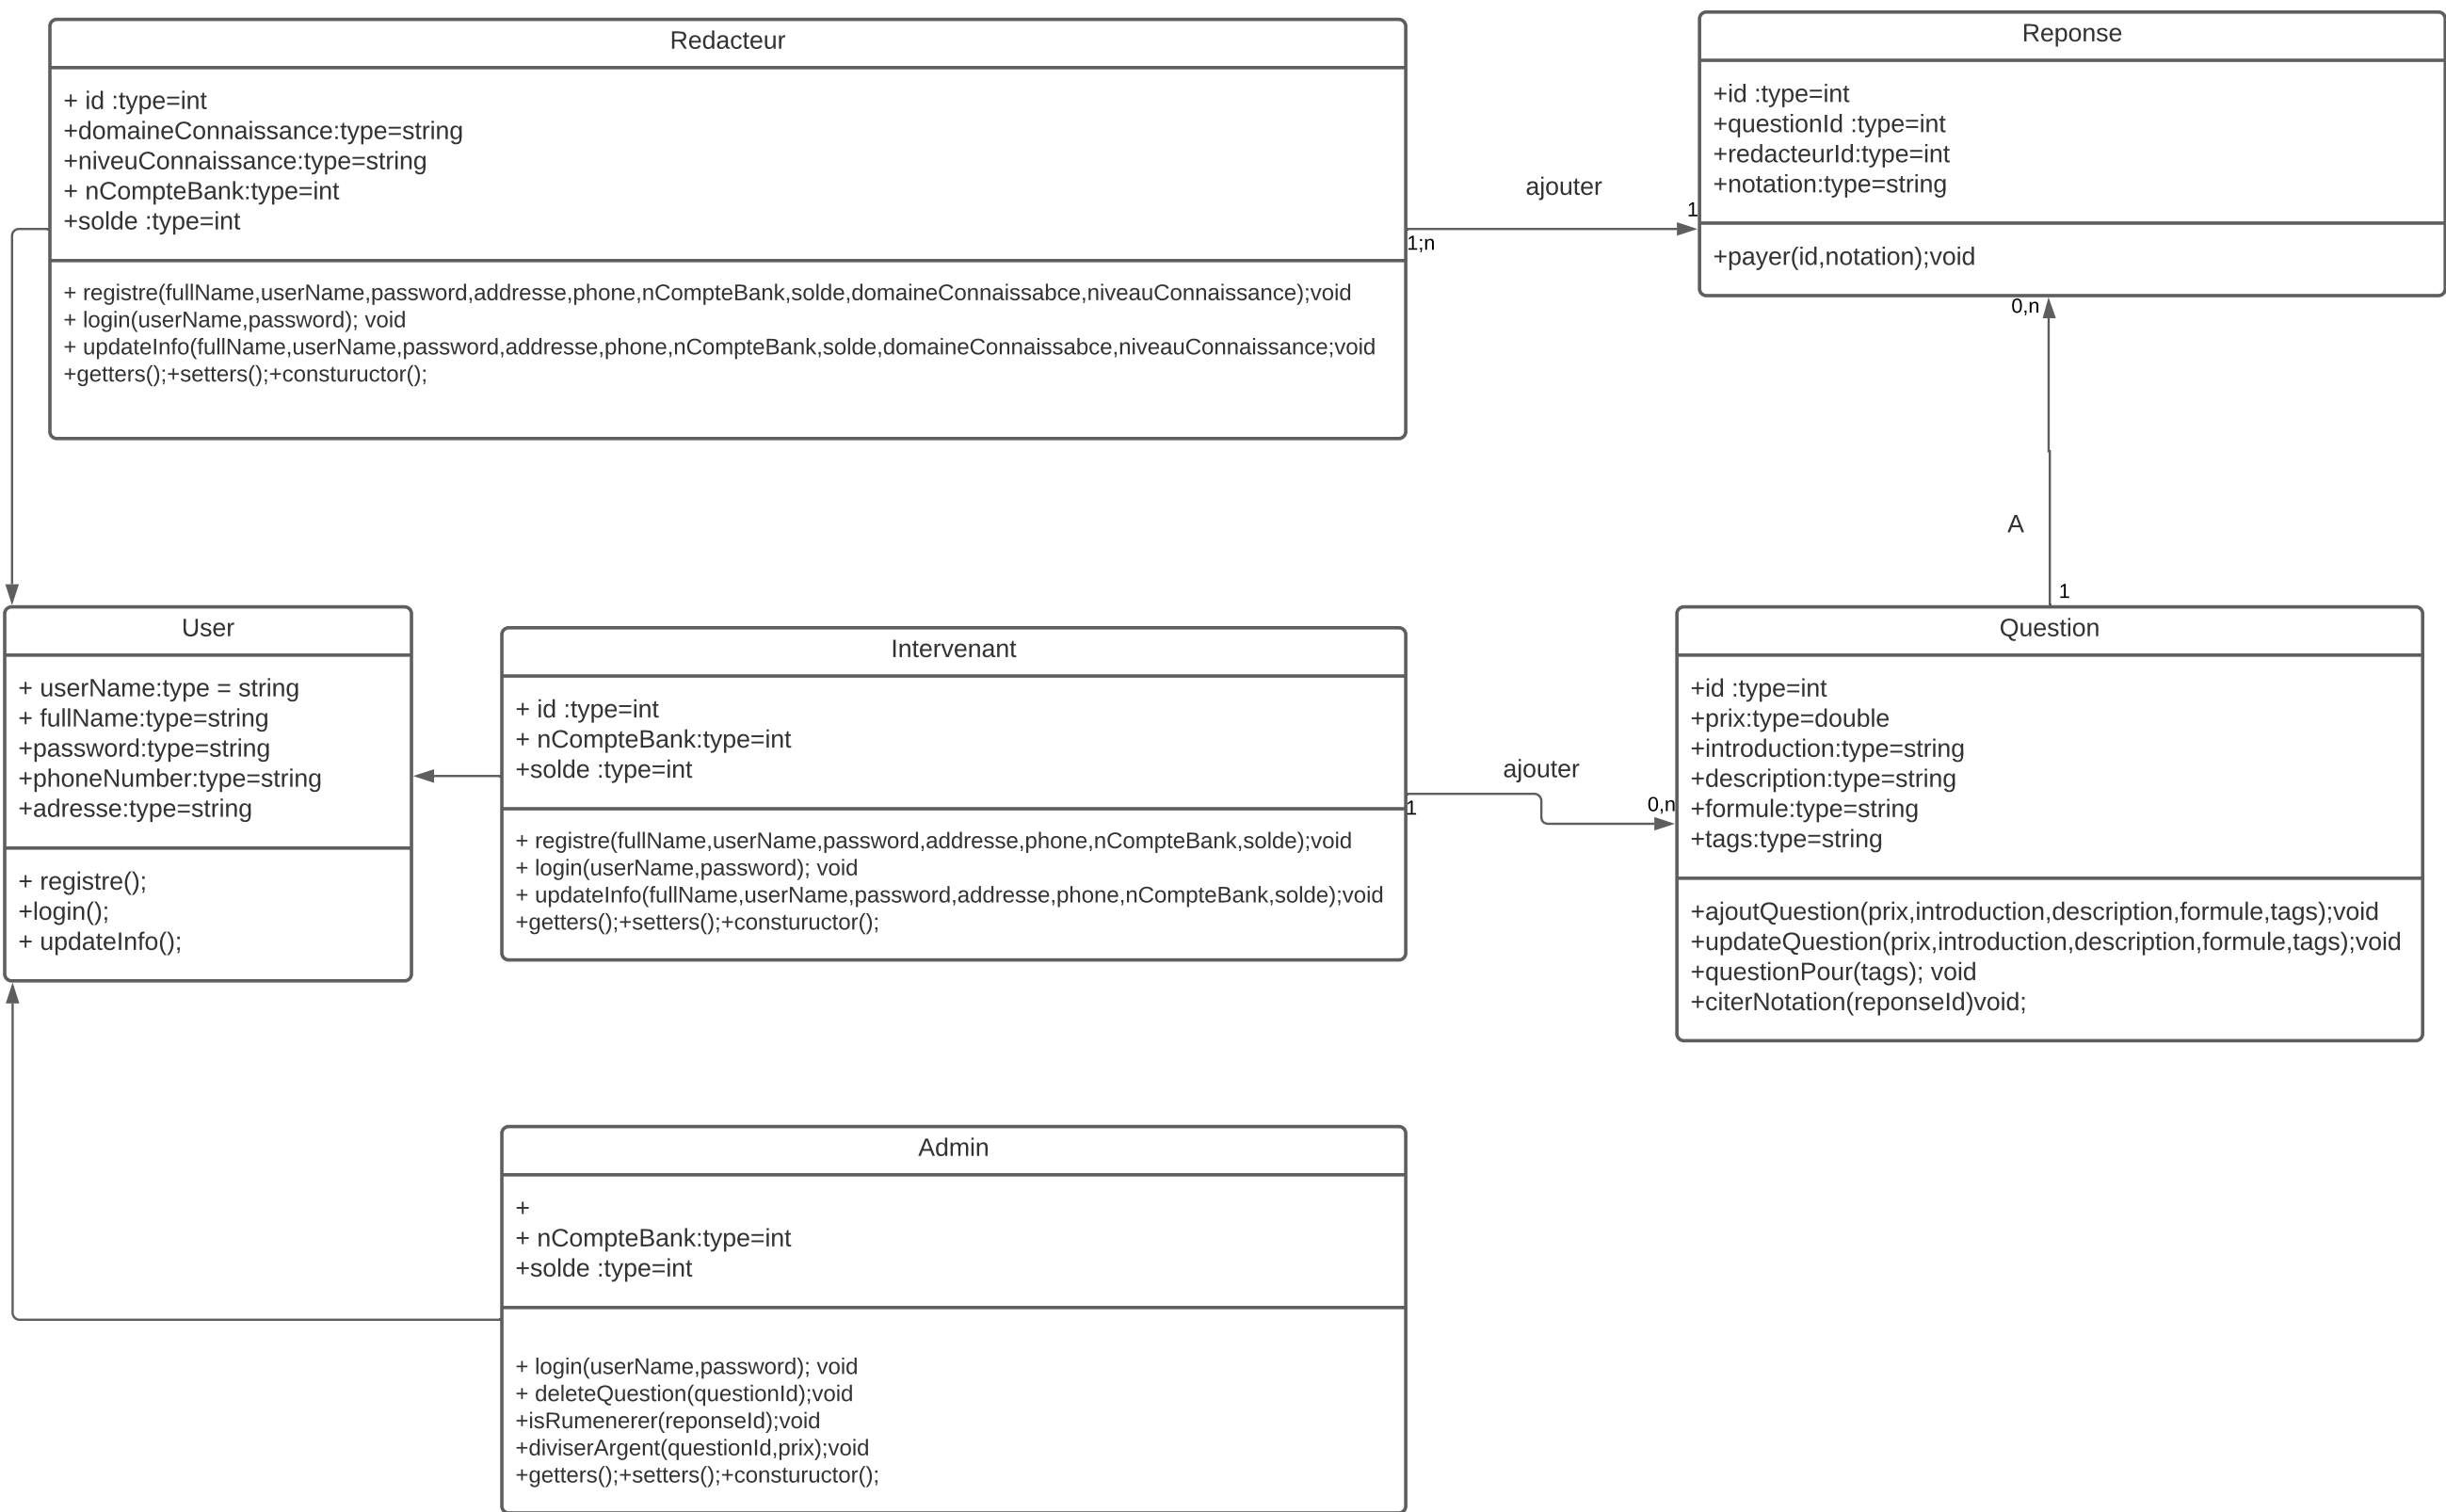 Redacteur
+ id :type=int
+domaineConnaissance:type=string
+niveuConnaissance:type=string
+ nCompteBank:type=int
+solde :type=int
+ registre(fullName,userName,password,addresse,phone,nCompteBank,solde,domaineConnaissabce,niveauConnaissance);void
+ login(userName,password); void
+ updateInfo(fullName,userName,password,addresse,phone,nCompteBank,solde,domaineConnaissabce,niveauConnaissance;void
+getters();+setters();+constuructor();
ajouter
1
1;n
Reponse
+id :type=int
+questionId :type=int
+redacteurId:type=int
+notation:type=string
+payer(id,notation);void
0,n
A
1
User
+ userName:type = string
+ fullName:type=string
+password:type=string
+phoneNumber:type=string
+adresse:type=string
+ registre();
+login();
+ updateInfo();
Intervenant
+ id :type=int
+ nCompteBank:type=int
+solde :type=int
+ registre(fullName,userName,password,addresse,phone,nCompteBank,solde);void
+ login(userName,password); void
+ updateInfo(fullName,userName,password,addresse,phone,nCompteBank,solde);void
+getters();+setters();+constuructor();
ajouter
1
0,n
Question
+id :type=int
+prix:type=double
+introduction:type=string
+description:type=string
+formule:type=string
+tags:type=string
+ajoutQuestion(prix,introduction,description,formule,tags);void
+updateQuestion(prix,introduction,description,formule,tags);void
+questionPour(tags); void
+citerNotation(reponseId)void;
Admin
+
+ nCompteBank:type=int
+solde :type=int
+ login(userName,password); void
+ deleteQuestion(questionId);void
+isRumenerer(reponseId);void
+diviserArgent(questionId,prix);void
+getters();+setters();+constuructor();